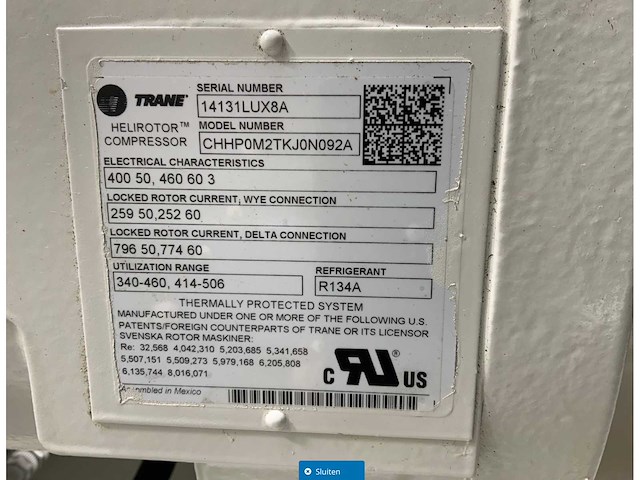 TRANE
SERIAL NUMBER
14131LUX8A
HELIROTOR™
COMPRESSOR
MODEL NUMBER
CHHP0M2TKJ0N092A
ELECTRICAL CHARACTERISTICS
400 50, 460 60 3
LOCKED ROTOR CURRENT, WYE CONNECTION
259 50,252 60
LOCKED ROTOR CURRENT, DELTA CONNECTION
796 50,774 60
UTILIZATION RANGE
340-460, 414-506
REFRIGERANT
R134A
THERMALLY PROTECTED SYSTEM
MANUFACTURED UNDER ONE OR MORE OF THE FOLLOWING U.S.
PATENTS/FOREIGN COUNTERPARTS OF TRANE OR ITS LICENSOR
SVENSKA ROTOR MASKINER:
Re: 32,568 4,042,310 5,203,685 5,341,658
5,507,151 5,509,273 5,979,168 6,205,808
6,135,744 8,016,071
C RU® US
Assmbled in Mexico
Sluiten